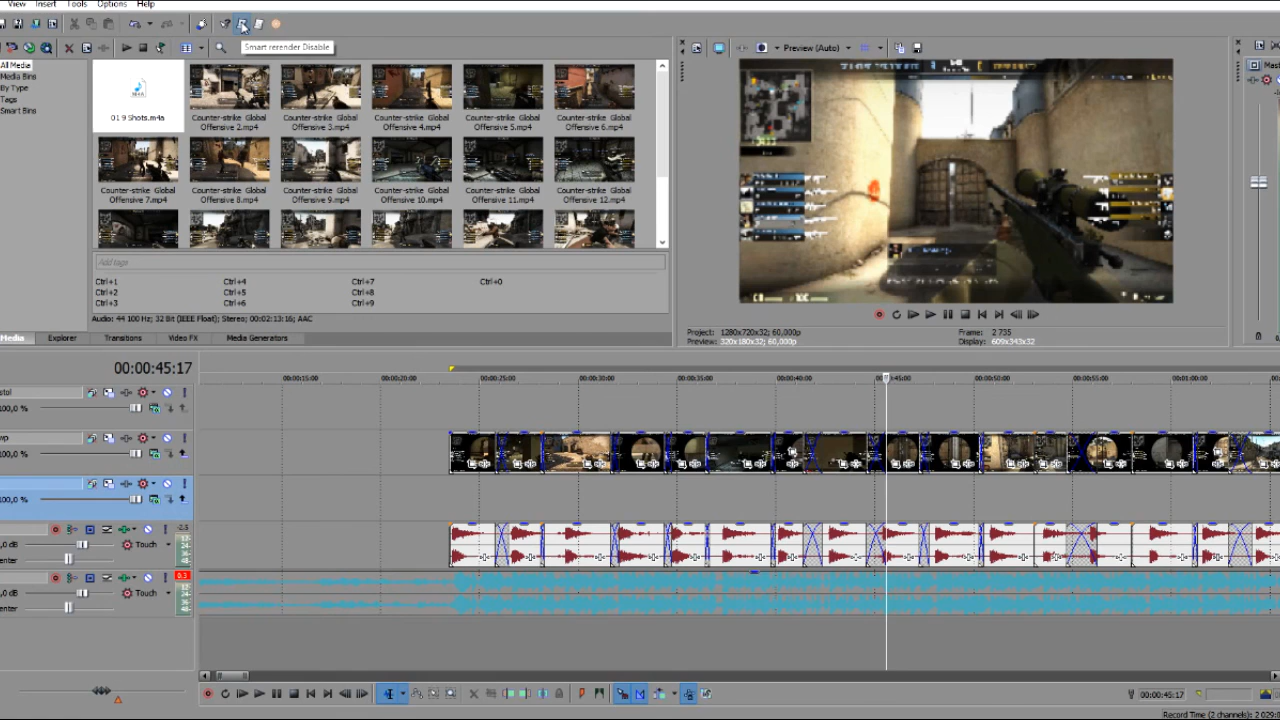 View Insert Tools Options Help
Smart rerender Disable
All Media
Media Bins
By Type
Tags
Smart Bins
01 9 Shots.m4a
Counter-strike Global Offensive 2.mp4
Counter-strike Global Offensive 3.mp4
Counter-strike Global Offensive 4.mp4
Counter-strike Global Offensive 5.mp4
Counter-strike Global Offensive 6.mp4
Counter-strike Global Offensive 7.mp4
Counter-strike Global Offensive 8.mp4
Counter-strike Global Offensive 9.mp4
Counter-strike Global Offensive 10.mp4
Counter-strike Global Offensive 11.mp4
Counter-strike Global Offensive 12.mp4
Add tags
Ctrl+1 Ctrl+4 Ctrl+7 Ctrl+0
Ctrl+2 Ctrl+5 Ctrl+8
Ctrl+3 Ctrl+6 Ctrl+9
Audio: 44 100 Hz; 32 Bit (IEEE Float); Stereo; 00:02:13:16; AAC
Media Explorer Transitions Video FX Media Generators
Preview (Auto)
Project: 1280x720x32; 60,000p Frame: 2 735
Preview: 320x180x32; 60,000p Display: 609x343x32
Mast
00:00:45:17
00:00:15:00 00:00:20:00 00:00:25:00 00:00:30:00 00:00:35:00 00:00:40:00 :45:00 00:00:50:00 00:00:55:00 00:01:00:00
stol
00,0 %
wp
00,0 %
00,0 %
-2.5
,0 dB Touch
enter
0.3
,0 dB Touch
enter
00:00:45:17
Record Time (2 channels): 2 029:0